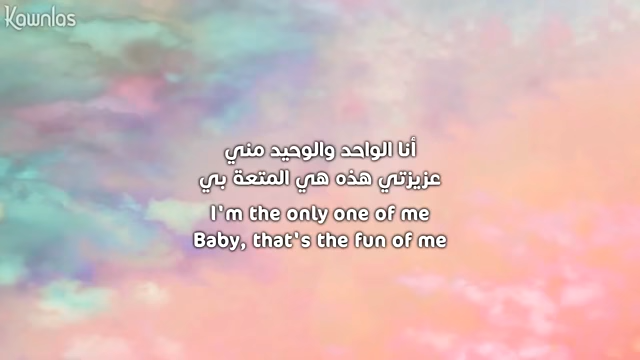 Kawnlas
أنا الواحد والوحيد مني
عزيزتي هذه هي المتعة بي
I'm the only one of me
Baby, that's the fun of me